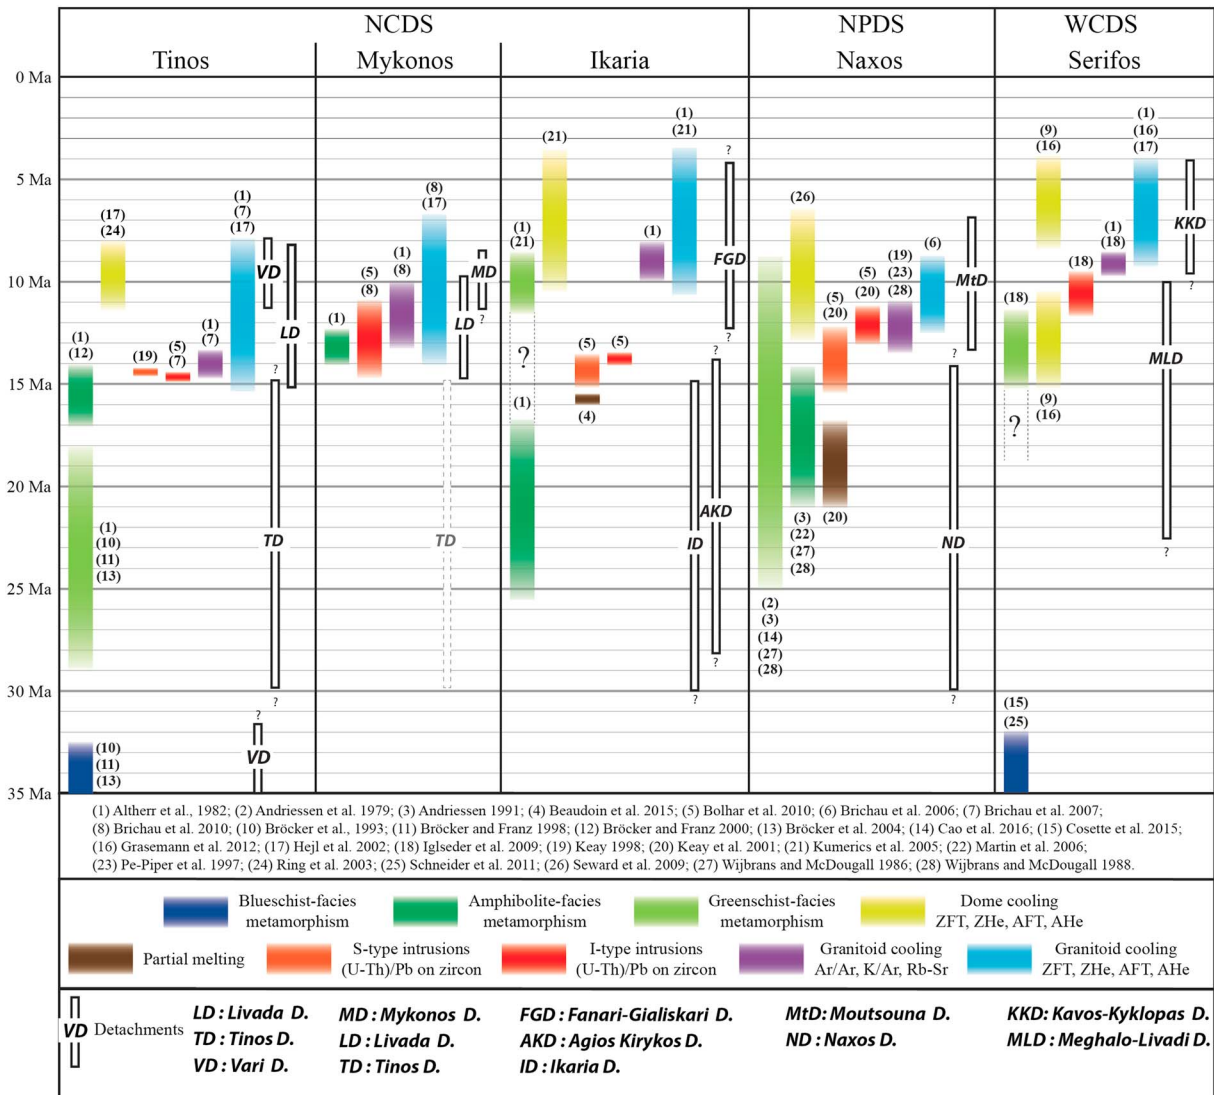 NCDS
NPDS
WCDS
Tinos
Mykonos
Ikaria
Naxos
Serifos
0 Ma
5 Ma
10 Ma
15 Ma
20 Ma
25 Ma
30 Ma
35 Ma
(17)
(24)
(1)
(7)
(17)
VD
LD
(1)
(12)
(19)
(5)
(7)
(1)
(7)
?
(1)
(10)
(11)
(13)
TD
?
?
(10)
(11)
(13)
VD
(8)
(17)
(1)
(8)
(5)
(8)
(1)
MD
?
LD
TD
(1)
(21)
(21)
(1)
(1)
(21)
?
FGD
?
?
(5)
(5)
(4)
(1)
?
AKD
ID
?
?
(26)
(5)
(20)
(5)
(20)
(19)
(23)
(28)
(6)
MtD
?
(3)
(22)
(27)
(28)
(20)
ND
(2)
(3)
(14)
(27)
(28)
?
(9)
(16)
(1)
(16)
(17)
(1)
(18)
(18)
(18)
KKD
?
MLD
(9)
(16)
?
?
(15)
(25)
(1) Altherr et al., 1982; (2) Andriessen et al. 1979; (3) Andriessen 1991; (4) Beaudoin et al. 2015; (5) Bolhar et al. 2010; (6) Brichau et al. 2006; (7) Brichau et al. 2007;
(8) Brichau et al. 2010; (10) Bröcker et al., 1993; (11) Bröcker and Franz 1998; (12) Bröcker and Franz 2000; (13) Bröcker et al. 2004; (14) Cao et al. 2016; (15) Cosette et al. 2015;
(16) Grasemann et al. 2012; (17) Hejl et al. 2002; (18) Iglseder et al. 2009; (19) Keay 1998; (20) Keay et al. 2001; (21) Kumerics et al. 2005; (22) Martin et al. 2006;
(23) Pe-Piper et al. 1997; (24) Ring et al. 2003; (25) Schneider et al. 2011; (26) Seward et al. 2009; (27) Wijbrans and McDougall 1986; (28) Wijbrans and McDougall 1988.
Blueschist-facies
metamorphism
Amphibolite-facies
metamorphism
Greenschist-facies
metamorphism
Dome cooling
ZFT, ZHe, AFT, AHe
Partial melting
S-type intrusions
(U-Th)/Pb on zircon
I-type intrusions
(U-Th)/Pb on zircon
Granitoid cooling
Ar/Ar, K/Ar, Rb-Sr
Granitoid cooling
ZFT, ZHe, AFT, AHe
VD Detachments
LD : Livada D.
TD : Tinos D.
VD : Vari D.
MD : Mykonos D.
LD : Livada D.
TD : Tinos D.
FGD : Fanari-Gialiskari D.
AKD : Agios Kirykos D.
ID : Ikaria D.
MtD: Moutsouna D.
ND : Naxos D.
KKD: Kavos-Kyklopas D.
MLD : Meghalo-Livadi D.